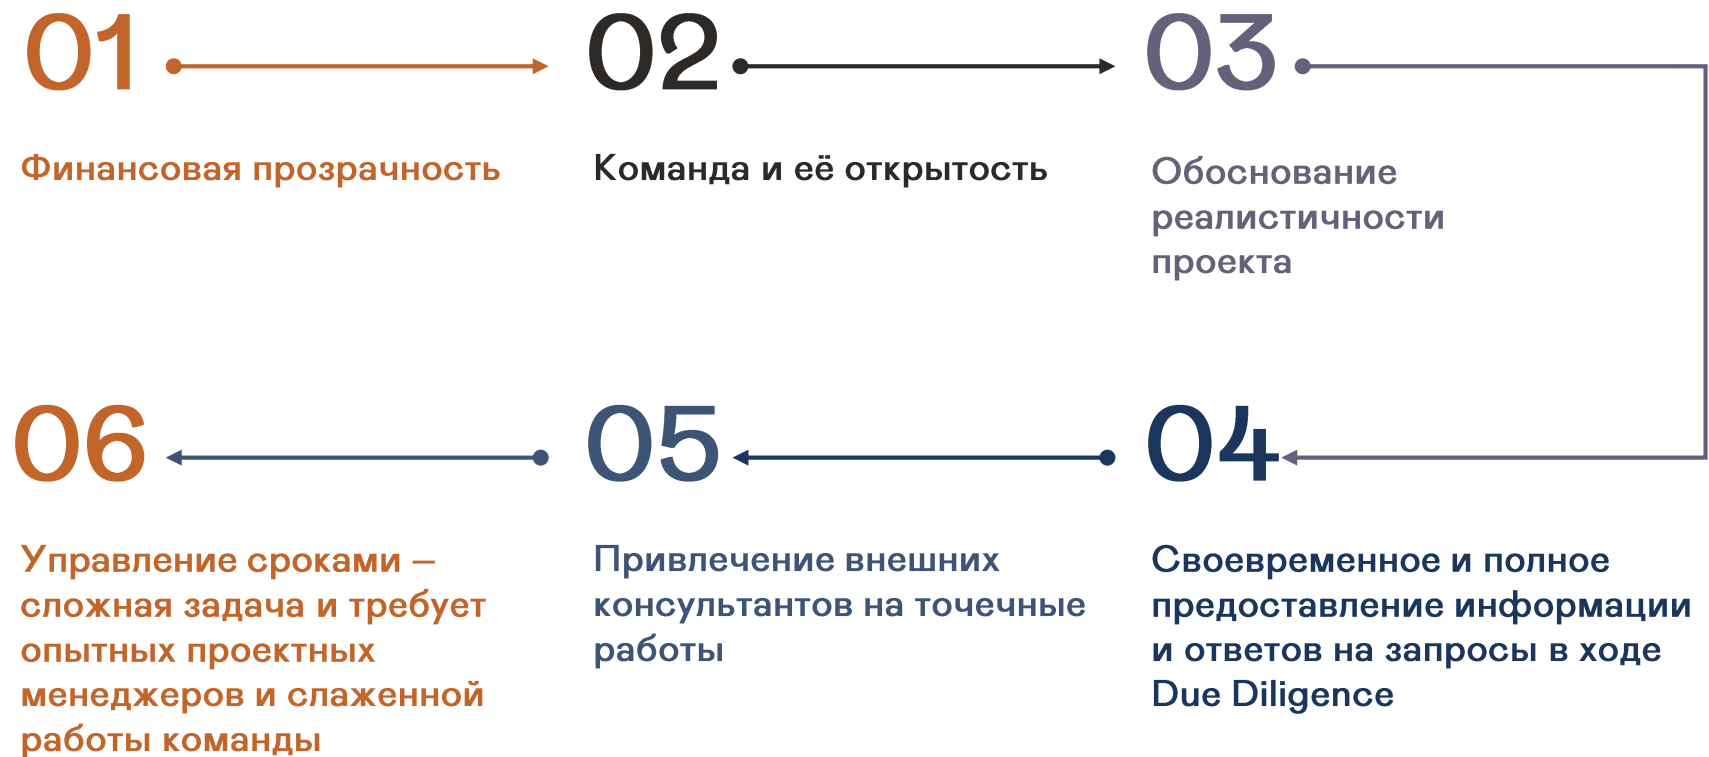 01
Финансовая прозрачность
02
Команда и её открытость
03
Обоснование
реалистичности
проекта
04
Своевременное и полное
предоставление информации
и ответов на запросы в ходе
Due Diligence
05
Привлечение внешних
консультантов на точечные
работы
06
Управление сроками –
сложная задача и требует
опытных проектных
менеджеров и слаженной
работы команды